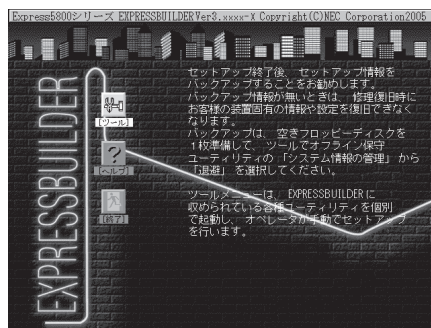 Express5800シリーズ EXPRESSBUILDER Ver3.xxxx-X Copyright(C)NEC Corporation2005
EXPRESSBUILDER
[ツール]
[ヘルプ]
[終了]
セットアップ終了後、セットアップ情報を
バックアップすることをお勧めします。
バックアップ情報が無いときは、修理復旧時に
お客様の装置固有の情報や設定を復旧できなく
なります。
バックアップは、空きフロッピーディスクを
1枚準備して、ツールでオフライン保守
ユーティリティの「システム情報の管理」から
「退避」を選択してください。
ツールメニューは、EXPRESSBUILDERに
収められている各種ユーティリティを個別
で起動し、オペレータが手動でセットアップ
を行います。